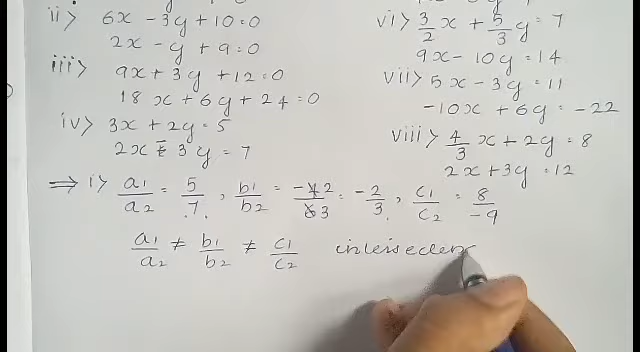 ii> 6x - 3y + 10 = 0
2x - y + 9 = 0
iii> 9x + 3y + 12 = 0
18x + 6y + 24 = 0
iv> 3x + 2y = 5
2x - 3y = 7
vi> 3/2 x + 5/3 y = 7
9x - 10y = 14
vii> 5x - 3y = 11
-10x + 6y = -22
viii> 4/3 x + 2y = 8
2x + 3y = 12
⇒ i> a1/a2 = 5/7, b1/b2 = -42/63 = -2/3, c1/c2 = 8/-9
a1/a2 ≠ b1/b2 ≠ c1/c2